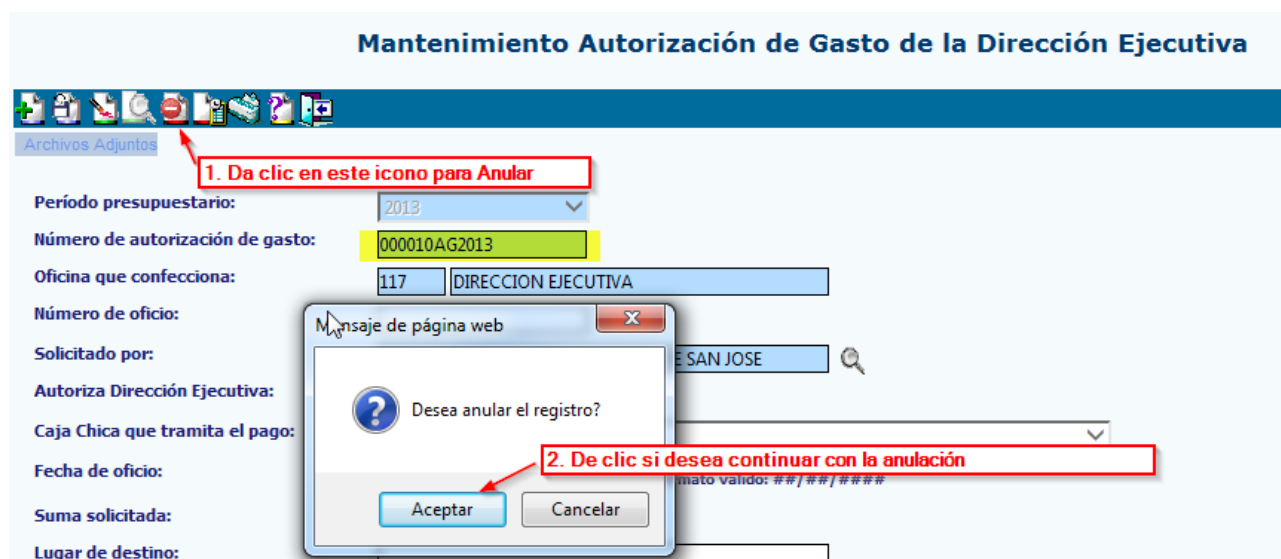 Mantenimiento Autorización de Gasto de la Dirección Ejecutiva
Archivos Adjuntos
1. Da clic en este icono para Anular
Período presupuestario:
2013
Número de autorización de gasto:
000010AG2013
Oficina que confecciona:
117 DIRECCION EJECUTIVA
Número de oficio:
Mensaje de página web
Solicitado por:
SAN JOSE
Autoriza Dirección Ejecutiva:
Desea anular el registro?
Caja Chica que tramita el pago:
2. De clic si desea continuar con la anulación
Fecha de oficio:
valido: ##/##/####
Aceptar Cancelar
Suma solicitada:
Lugar de destino: